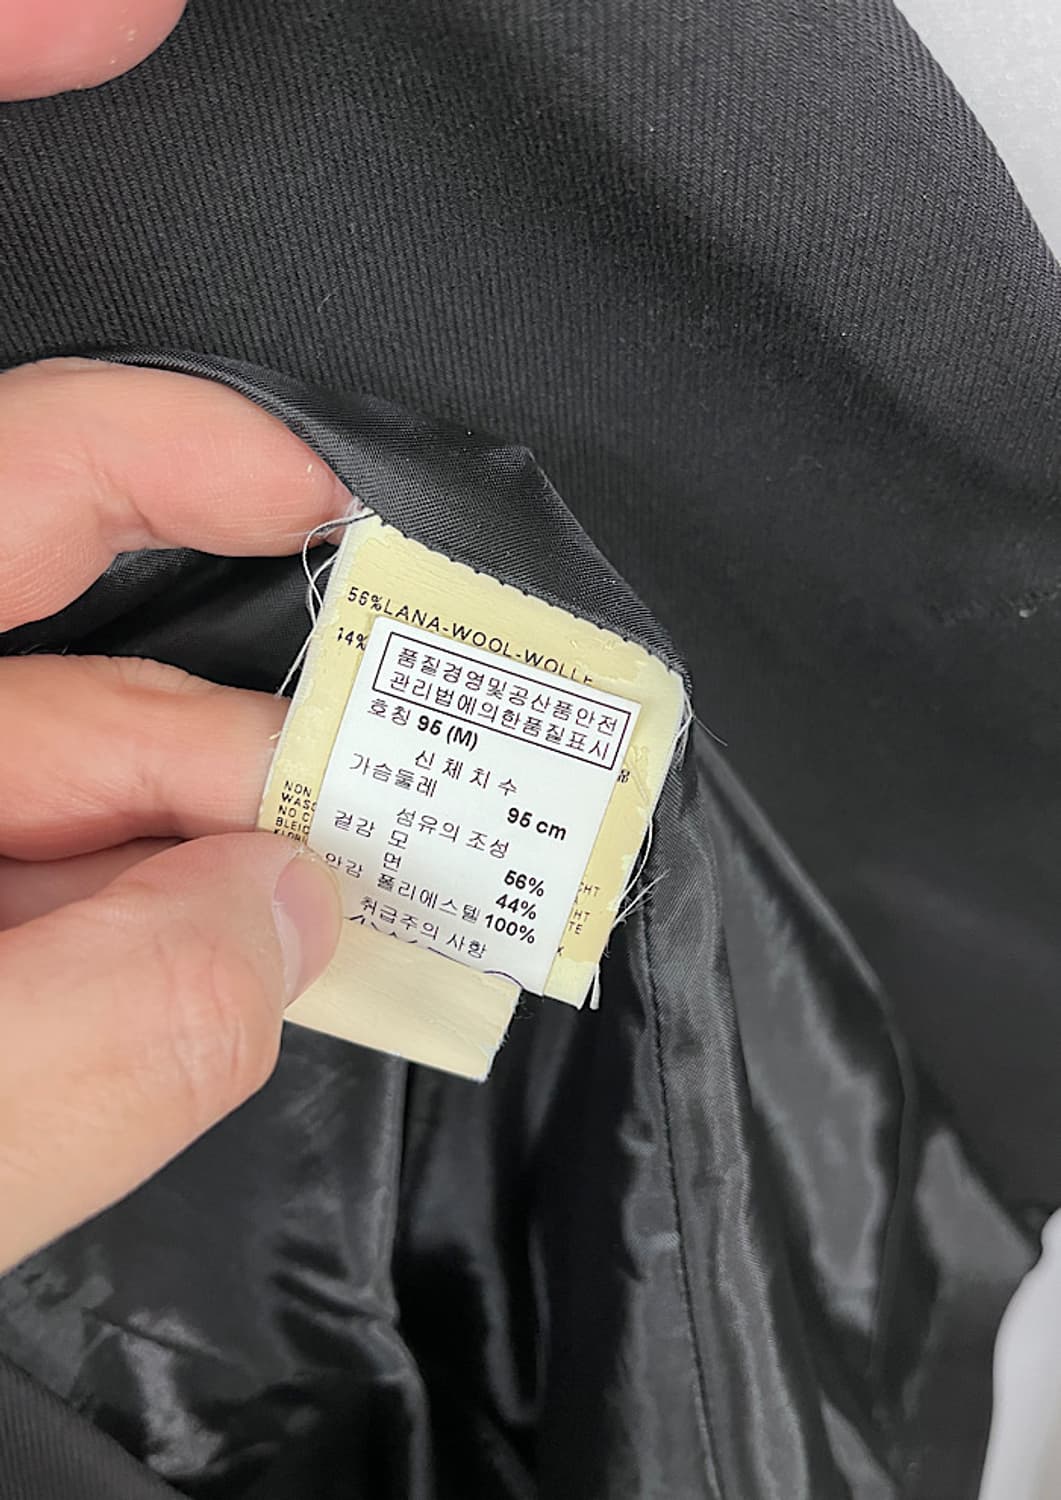 56%LANA-WOOL-WOLLE
품질경영및공산품안전
관리법에의한품질표시
호칭 95 (M)
신 체 치 수
가슴둘레 95 cm
섬유의 조성
겉감 모 56%
면 44%
안감 폴리에스텔 100%
취급주의 사항
NON
NO C